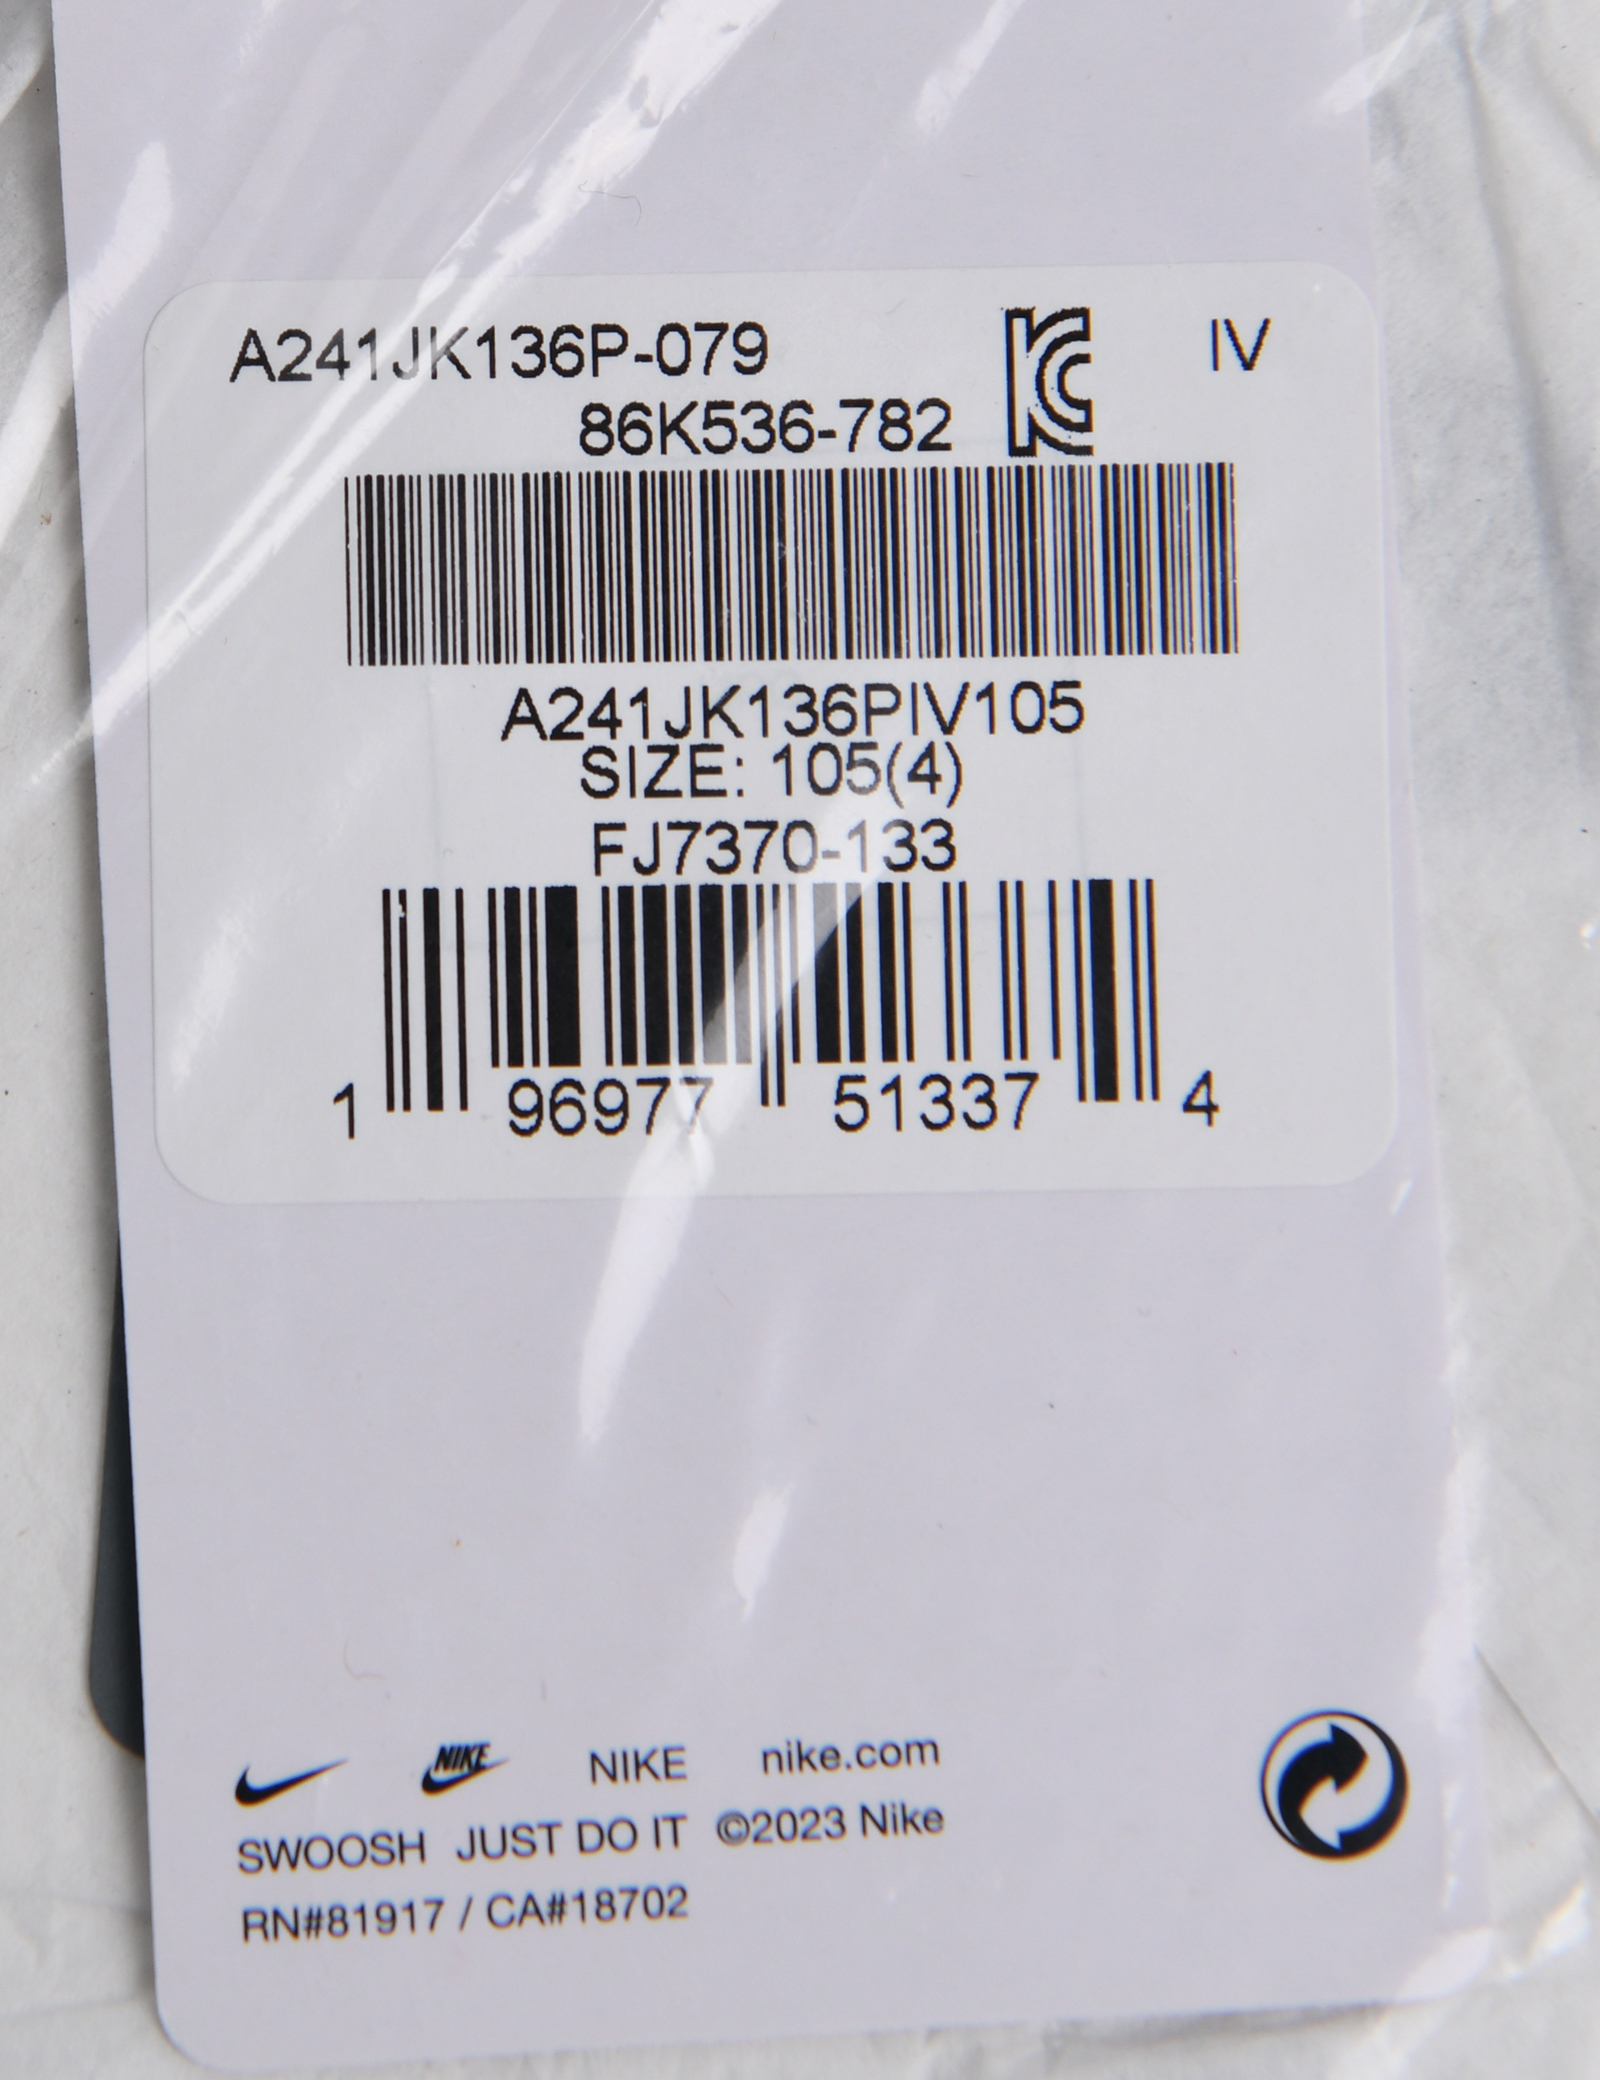 A241JK136P-079
IV
86K536-782
A241JK136PIV105
SIZE: 105(4)
FJ7370-133
1 96977 51337 4
NIKE NIKE nike.com
SWOOSH JUST DO IT ©2023 Nike
RN#81917 / CA#18702